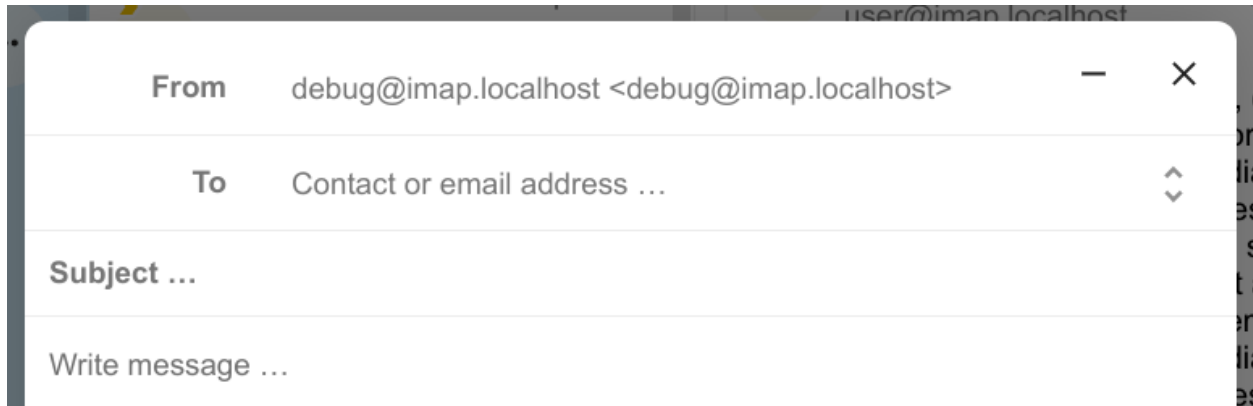 user@imap.localhost
From debug@imap.localhost <debug@imap.localhost>
To Contact or email address …
Subject …
Write message …